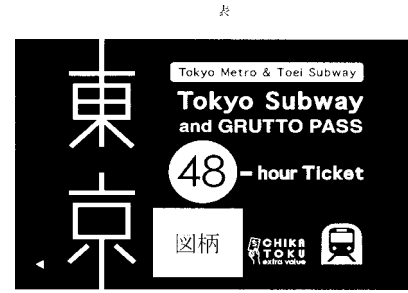 表
東京
Tokyo Metro & Toei Subway
Tokyo Subway
and GRUTTO PASS
48-hour Ticket
図柄
CHIKA
TOKU
extra value